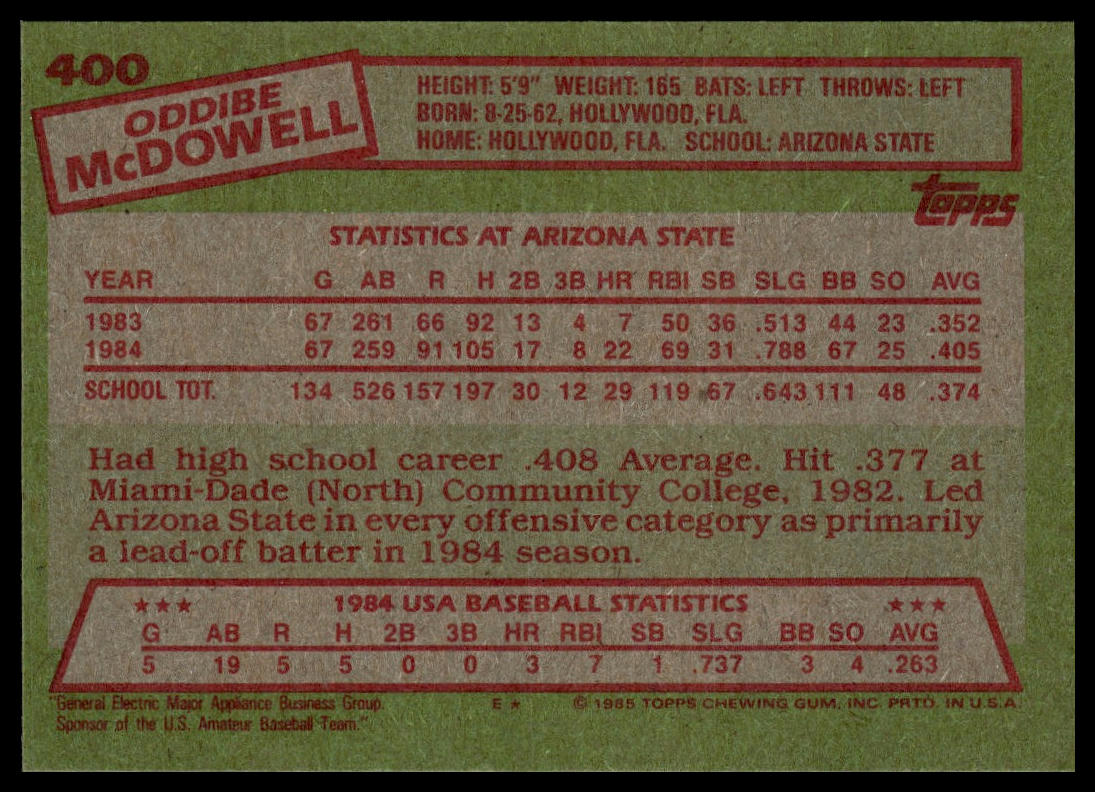 400
ODDIBE
McDOWELL
HEIGHT: 5'9" WEIGHT: 165 BATS: LEFT THROWS: LEFT
BORN: 8-25-62, HOLLYWOOD, FLA.
HOME: HOLLYWOOD, FLA. SCHOOL: ARIZONA STATE
topps
STATISTICS AT ARIZONA STATE
YEAR G AB R H 2B 3B HR RBI SB SLG BB SO AVG
1983 67 261 66 92 13 4 7 50 36 .513 44 23 .352
1984 67 259 91 105 17 8 22 69 31 .788 67 25 .405
SCHOOL TOT. 134 526 157 197 30 12 29 119 67 .643 111 48 .374
Had high school career .408 Average. Hit .377 at
Miami-Dade (North) Community College, 1982. Led
Arizona State in every offensive category as primarily
a lead-off batter in 1984 season.
★★★ 1984 USA BASEBALL STATISTICS ★★★
G AB R H 2B 3B HR RBI SB SLG BB SO AVG
5 19 5 5 0 0 3 7 1 .737 3 4 .263
"General Electric Major Appliance Business Group.
Sponsor of the U.S. Amateur Baseball Team."
E ★ © 1985 TOPPS CHEWING GUM, INC. PRTD. IN U.S.A.